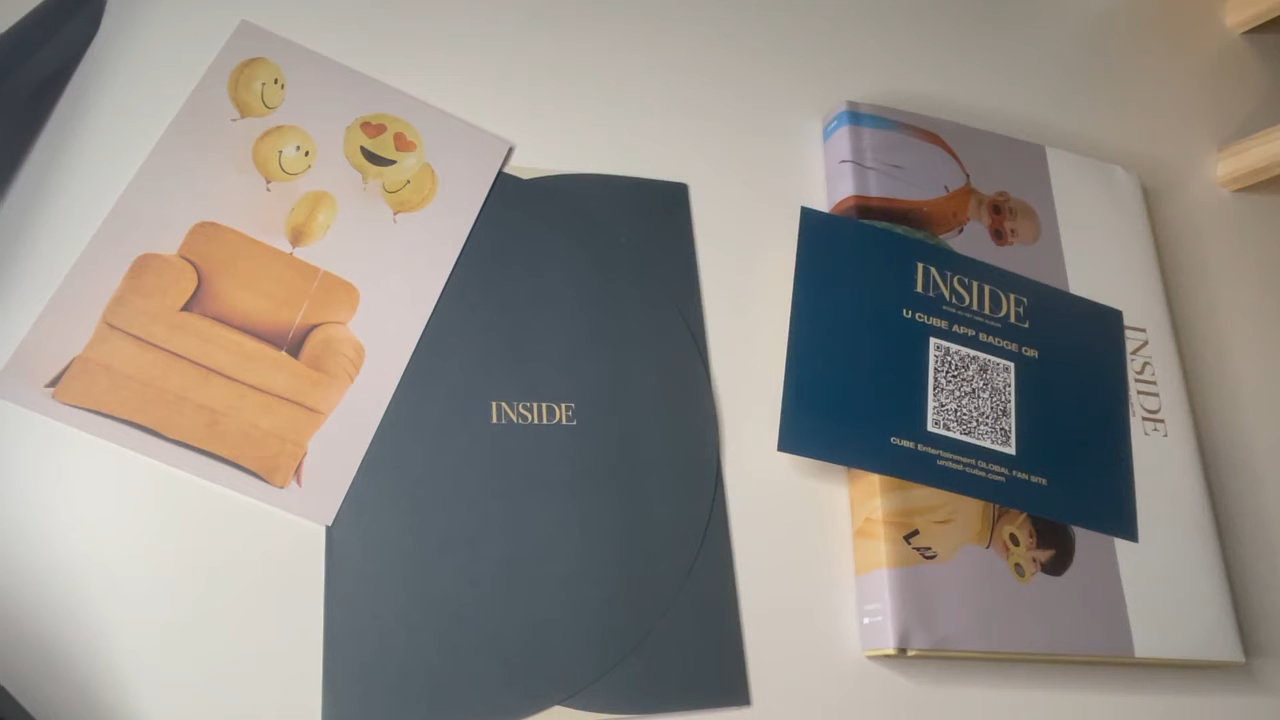 INSIDE
INSIDE
U CUBE APP BADGE QR
CUBE Entertainment GLOBAL FAN SITE
united-cube.com
INSIDE